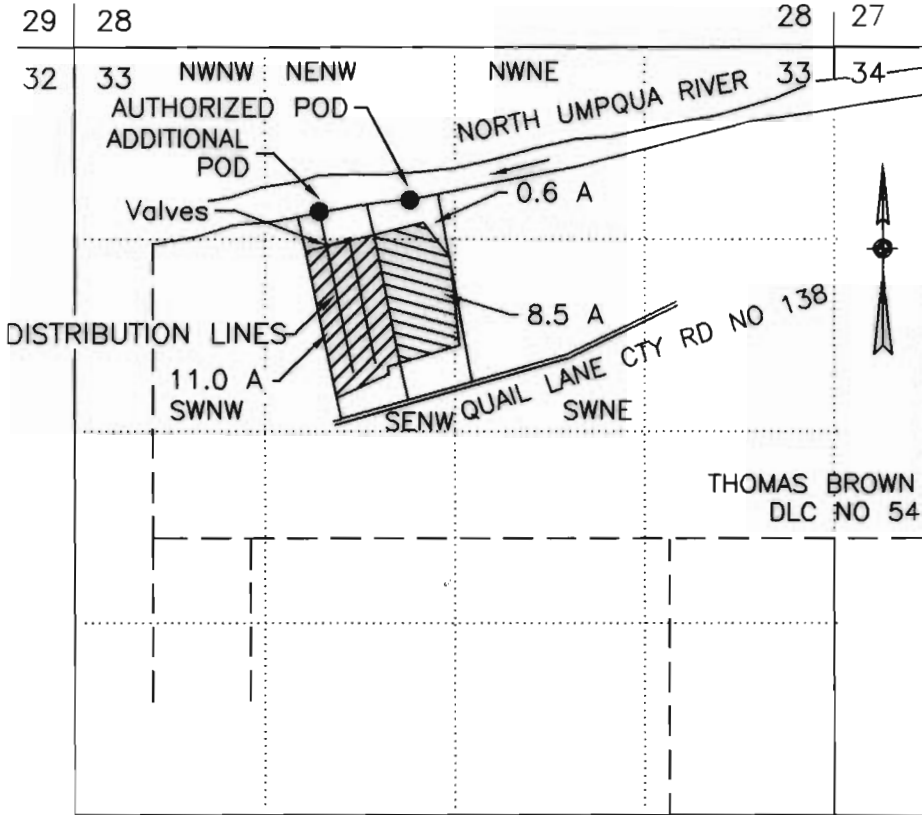 29 28
28 27
32 33
NWNW NENW NWNE
33 34
AUTHORIZED POD
ADDITIONAL
POD
NORTH UMPQUA RIVER
Valves
0.6 A
DISTRIBUTION LINES
8.5 A
11.0 A
SWNW
SENW
QUAIL LANE CTY RD NO 138
SWNE
THOMAS BROWN
DLC NO 54